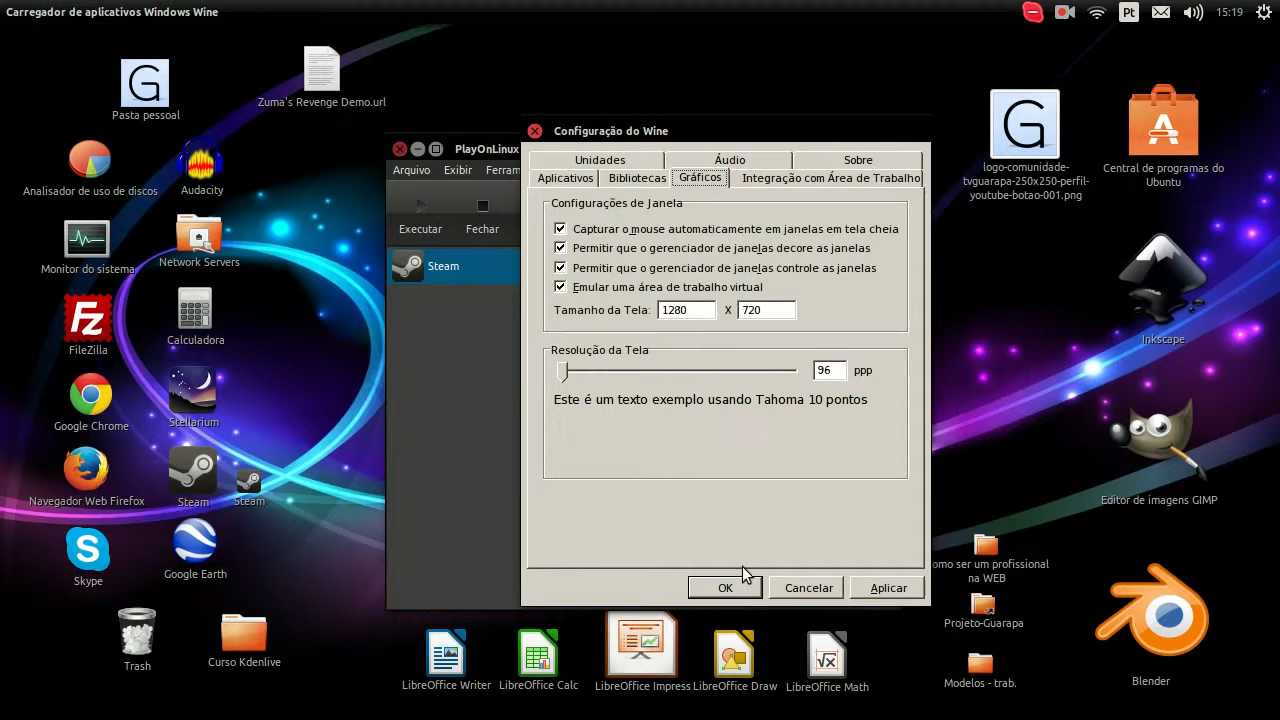 Carregador de aplicativos Windows Wine
Pt
15:19
Pasta pessoal
Zuma's Revenge Demo.url
Analisador de uso de discos
Audacity
Monitor do sistema
Network Servers
FileZilla
Calculadora
Google Chrome
Stellarium
Navegador Web Firefox
Steam
Steam
Skype
Google Earth
Trash
Curso Kdenlive
PlayOnLinux
Arquivo
Exibir
Ferram
Executar
Fechar
Steam
Configuração do Wine
Unidades
Áudio
Sobre
Aplicativos
Bibliotecas
Gráficos
Integração com Área de Trabalho
Configurações de Janela
Capturar o mouse automaticamente em janelas em tela cheia
Permitir que o gerenciador de janelas decore as janelas
Permitir que o gerenciador de janelas controle as janelas
Emular uma área de trabalho virtual
Tamanho da Tela: 1280 X 720
Resolução da Tela
96 ppp
Este é um texto exemplo usando Tahoma 10 pontos
OK
Cancelar
Aplicar
LibreOffice Writer
LibreOffice Calc
LibreOffice Impress
LibreOffice Draw
LibreOffice Math
G
G
logo-comunidade-
tvguarapa-250x250-perfil-
youtube-botao-001.png
Central de programas do
Ubuntu
Inkscape
Editor de imagens GIMP
omo ser um profissional
na WEB
Projeto-Guarapa
Modelos - trab.
Blender